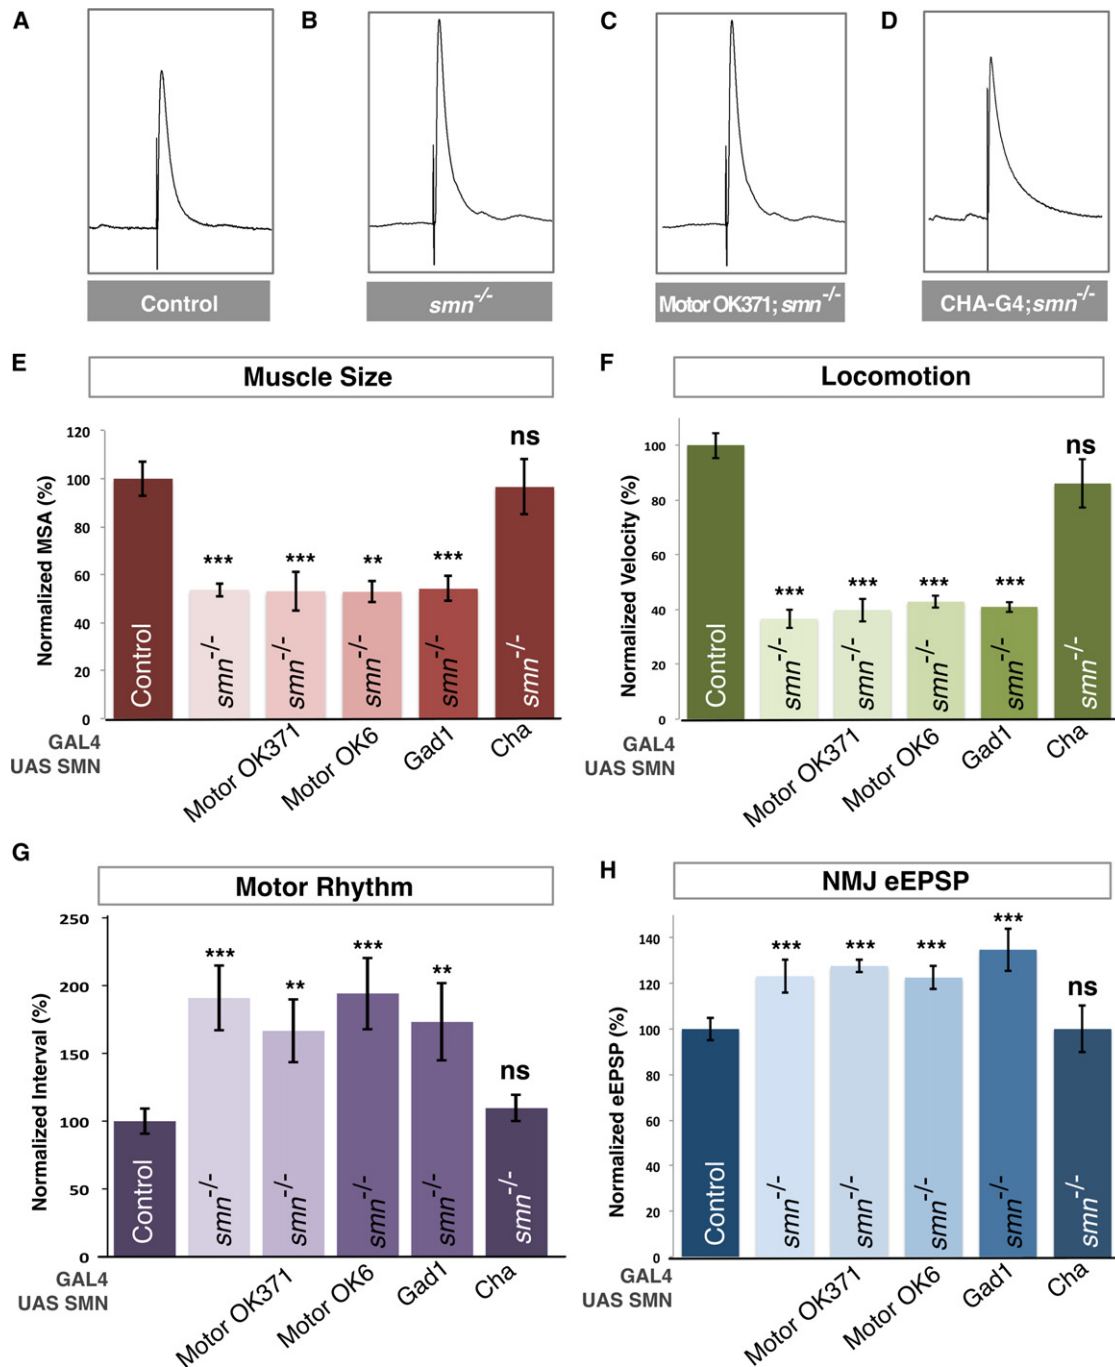 A
B
C
D
Control
smn-/-
Motor OK371; smn-/-
CHA-G4;smn-/-
E
Muscle Size
Normalized MSA (%)
120
100
80
60
40
20
0
Control
***
smn-/-
***
smn-/-
**
smn-/-
***
smn-/-
ns
smn-/-
GAL4
UAS SMN
Motor OK371
Motor OK6
Gad1
Cha
F
Locomotion
Normalized Velocity (%)
100
80
60
40
20
0
Control
***
smn-/-
***
smn-/-
***
smn-/-
***
smn-/-
ns
smn-/-
GAL4
UAS SMN
Motor OK371
Motor OK6
Gad1
Cha
G
Motor Rhythm
Normalized Interval (%)
250
200
150
100
50
0
Control
***
smn-/-
**
smn-/-
***
smn-/-
**
smn-/-
ns
smn-/-
GAL4
UAS SMN
Motor OK371
Motor OK6
Gad1
Cha
H
NMJ eEPSP
Normalized eEPSP (%)
140
120
100
80
60
40
20
0
Control
***
smn-/-
***
smn-/-
***
smn-/-
***
smn-/-
ns
smn-/-
GAL4
UAS SMN
Motor OK371
Motor OK6
Gad1
Cha